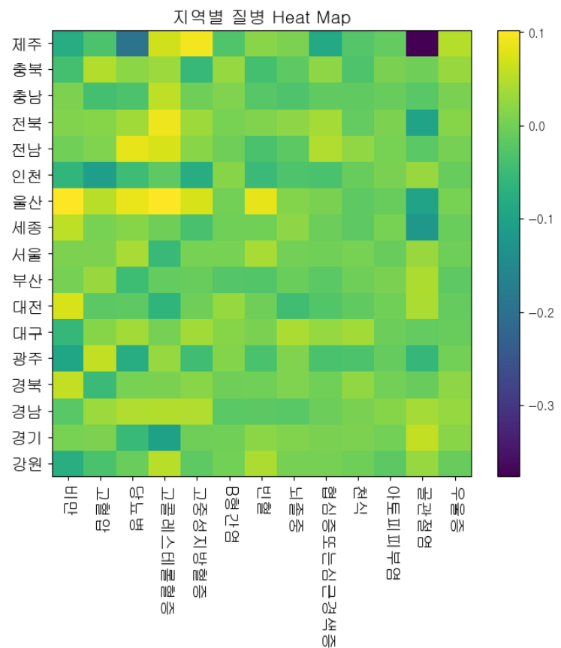 지역별 질병 Heat Map
제주
충북
충남
전북
전남
인천
울산
세종
서울
부산
대전
대구
광주
경북
경남
경기
강원
비만
고혈압
당뇨병
고콜레스테롤혈증
고중성지방혈증
B형간염
빈혈
뇌졸중
협심증또는심근경색증
천식
아토피피부염
골관절염
우울증
0.1
0.0
−0.1
−0.2
−0.3